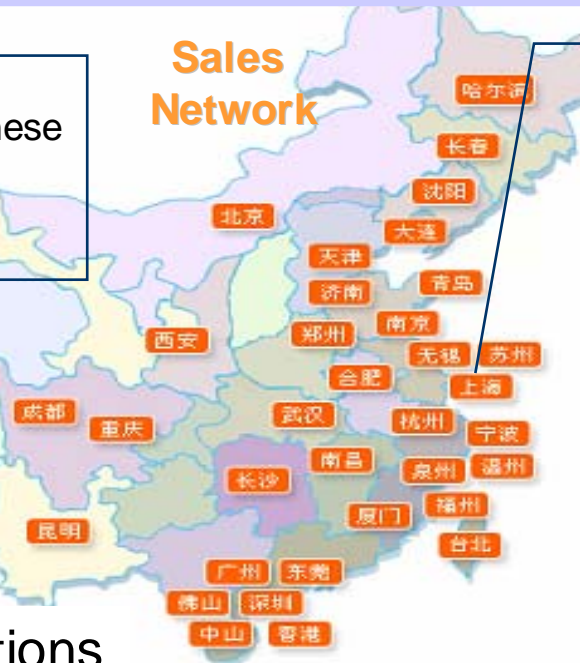 Sales
Network
nese
哈尔滨
长春
沈阳
北京
大连
天津
青岛
济南
南京
郑州
西安
无锡
苏州
合肥
上海
成都
武汉
杭州
重庆
宁波
南昌
泉州
温州
长沙
福州
厦门
昆明
台北
广州
东莞
佛山
深圳
中山
香港
tions